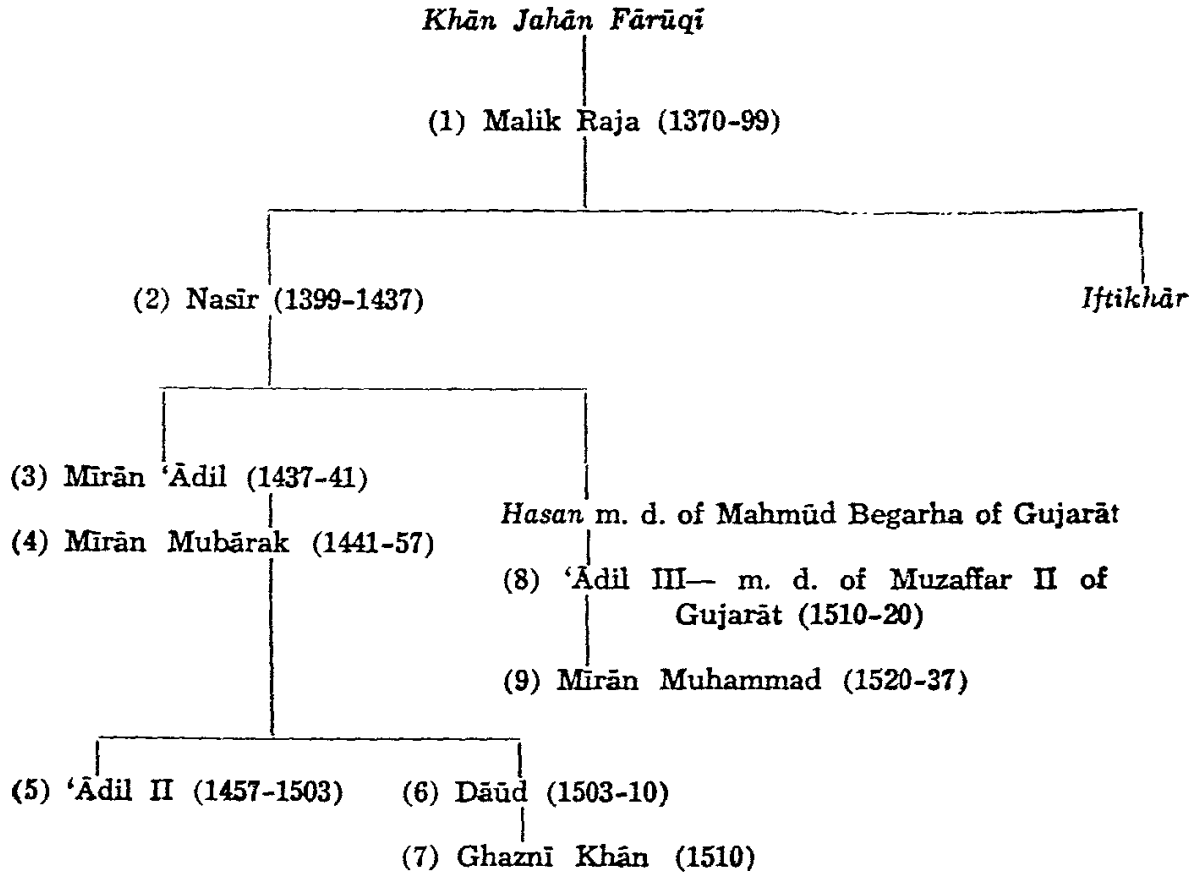 Khān Jahān Fārūqī
(1) Malik Raja (1370-99)
(2) Nasīr (1399-1437)
Iftikhār
(3) Mīrān ‘Ādil (1437-41)
(4) Mīrān Mubārak (1441-57)
Hasan m. d. of Mahmūd Begarha of Gujarāt
(8) ‘Ādil III— m. d. of Muzaffar II of
Gujarāt (1510-20)
(9) Mīrān Muhammad (1520-37)
(5) ‘Ādil II (1457-1503)
(6) Dāūd (1503-10)
(7) Ghaznī Khān (1510)